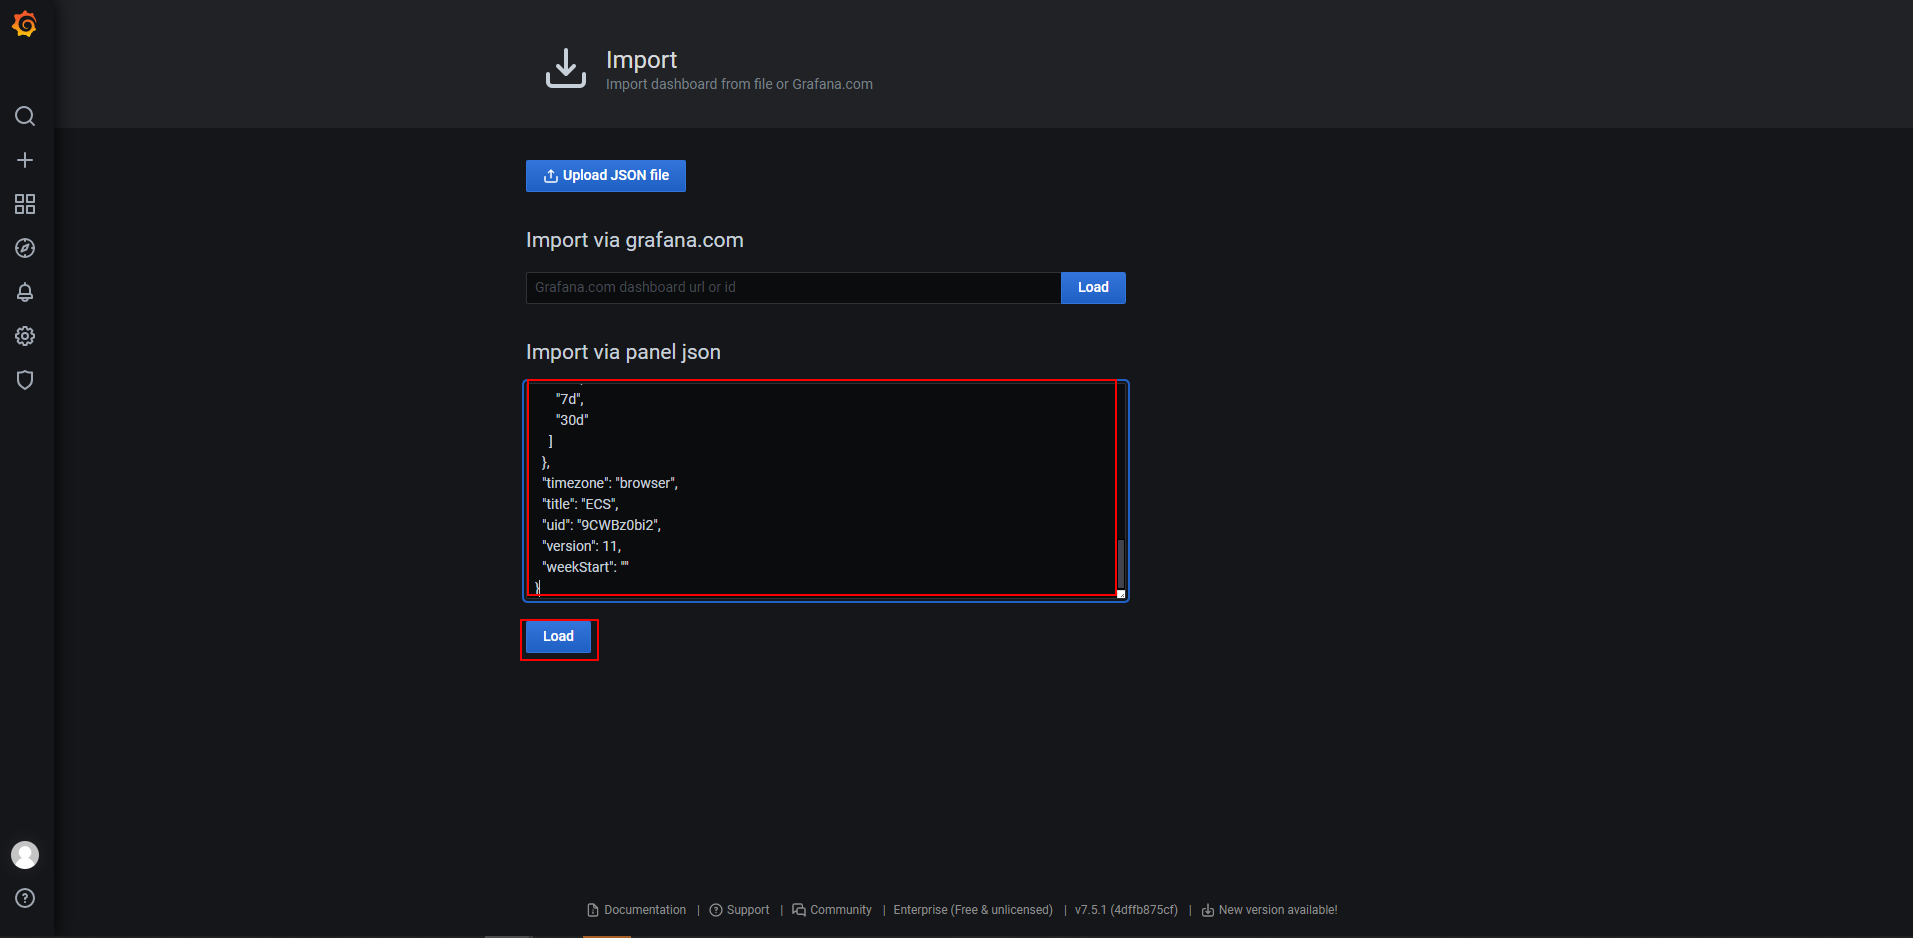 Import
Import dashboard from file or Grafana.com
Upload JSON file
Import via grafana.com
Grafana.com dashboard url or id
Load
Import via panel json
"7d",
"30d"
]
},
"timezone": "browser",
"title": "ECS",
"uid": "9CWBz0bi2",
"version": 11,
"weekStart": ""
}
Load
Documentation | Support | Community | Enterprise (Free & unlicensed) | v7.5.1 (4dffb875cf) | New version available!